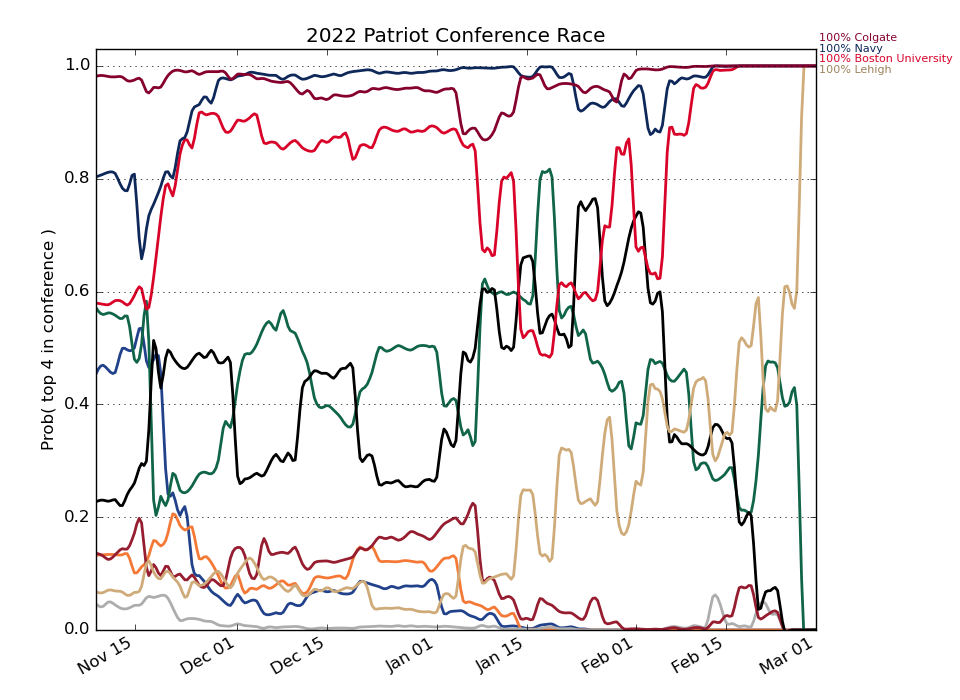 2022 Patriot Conference Race
100% Colgate
100% Navy
100% Boston University
100% Lehigh
Prob( top 4 in conference )
1.0
0.8
0.6
0.4
0.2
0.0
Nov 15
Dec 01
Dec 15
Jan 01
Jan 15
Feb 01
Feb 15
Mar 01